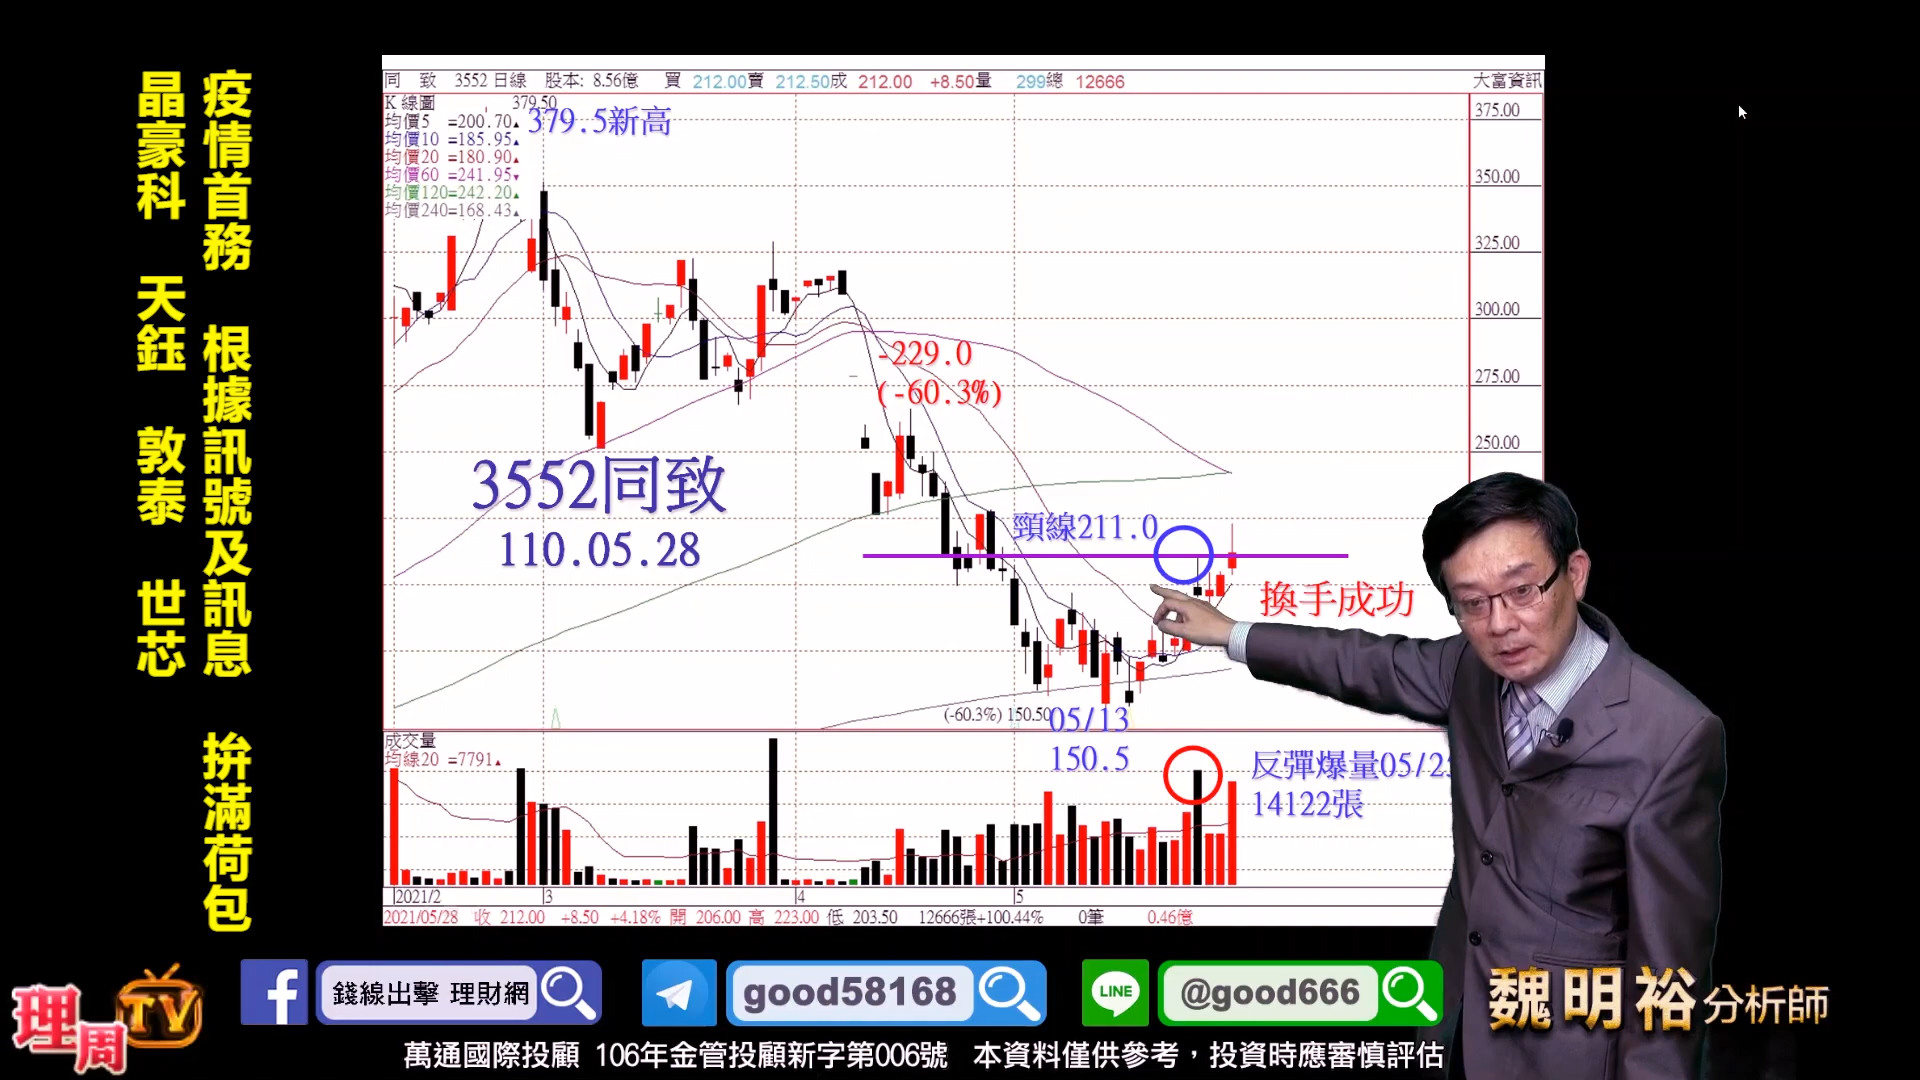 疫情首務 根據訊號及訊息 拚滿荷包
晶豪科 天鈺 敦泰 世芯
同 致 3552 日線 股本: 8.56億 買 212.00賣 212.50成 212.00 +8.50量 299總 12666 大富資訊
K 線圖 379.50
均價5 =200.70▲
均價10 =185.95▲
均價20 =180.90▲
均價60 =241.95▼
均價120=242.20▲
均價240=168.43▲
379.5新高
375.00
350.00
325.00
300.00
275.00
250.00
-229.0
(-60.3%)
3552同致
110.05.28
頸線211.0
換手成功
(-60.3%) 150.50
05/13
150.5
成交量
均線20 =7791▲
反彈爆量05/2
14122張
2021/2 3 4 5
2021/05/28 收 212.00 +8.50 +4.18% 開 206.00 高 223.00 低 203.50 12666張+100.44% 0筆 0.46億
理周TV
錢線出擊 理財網
good58168
LINE
@good666
魏明裕分析師
萬通國際投顧 106年金管投顧新字第006號 本資料僅供參考，投資時應審慎評估